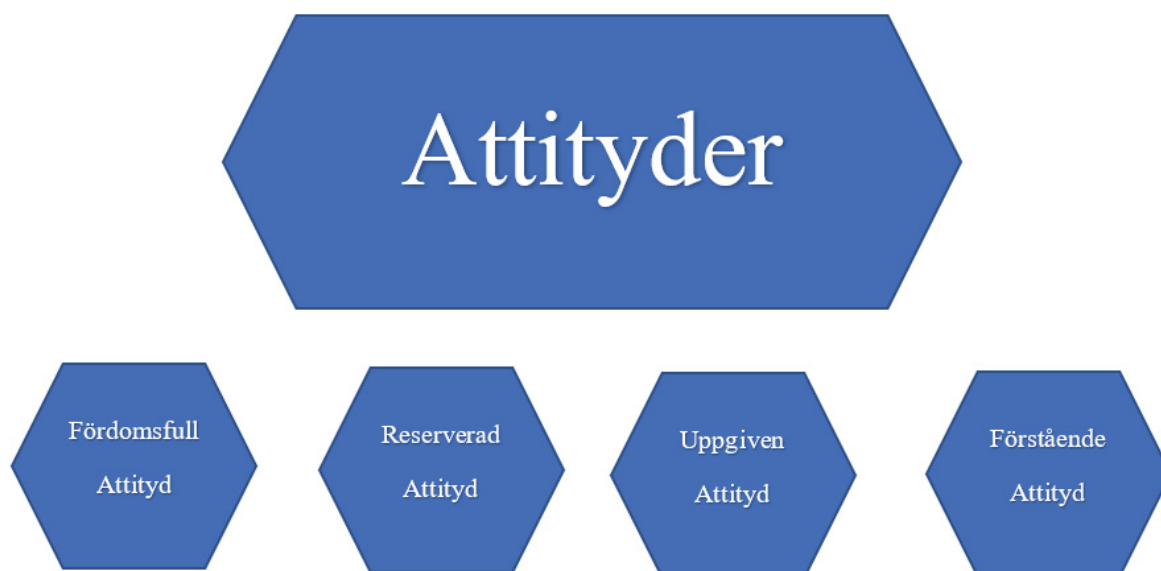 Attityder
Fördomsfull
Attityd
Reserverad
Attityd
Uppgiven
Attityd
Förstående
Attityd